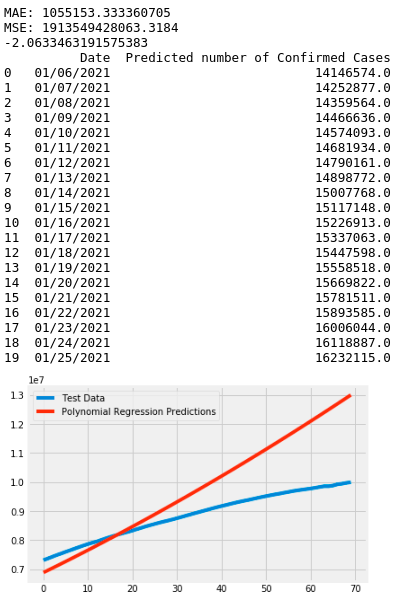 MAE: 1055153.333360705
MSE: 1913549428063.3184
-2.0633463191575383
Date  Predicted number of Confirmed Cases
0  01/06/2021  14146574.0
1  01/07/2021  14252877.0
2  01/08/2021  14359564.0
3  01/09/2021  14466636.0
4  01/10/2021  14574093.0
5  01/11/2021  14681934.0
6  01/12/2021  14790161.0
7  01/13/2021  14898772.0
8  01/14/2021  15007768.0
9  01/15/2021  15117148.0
10  01/16/2021  15226913.0
11  01/17/2021  15337063.0
12  01/18/2021  15447598.0
13  01/19/2021  15558518.0
14  01/20/2021  15669822.0
15  01/21/2021  15781511.0
16  01/22/2021  15893585.0
17  01/23/2021  16006044.0
18  01/24/2021  16118887.0
19  01/25/2021  16232115.0
1e7
Test Data
Polynomial Regression Predictions
1.3
1.2
1.1
1.0
0.9
0.8
0.7
0 10 20 30 40 50 60 70